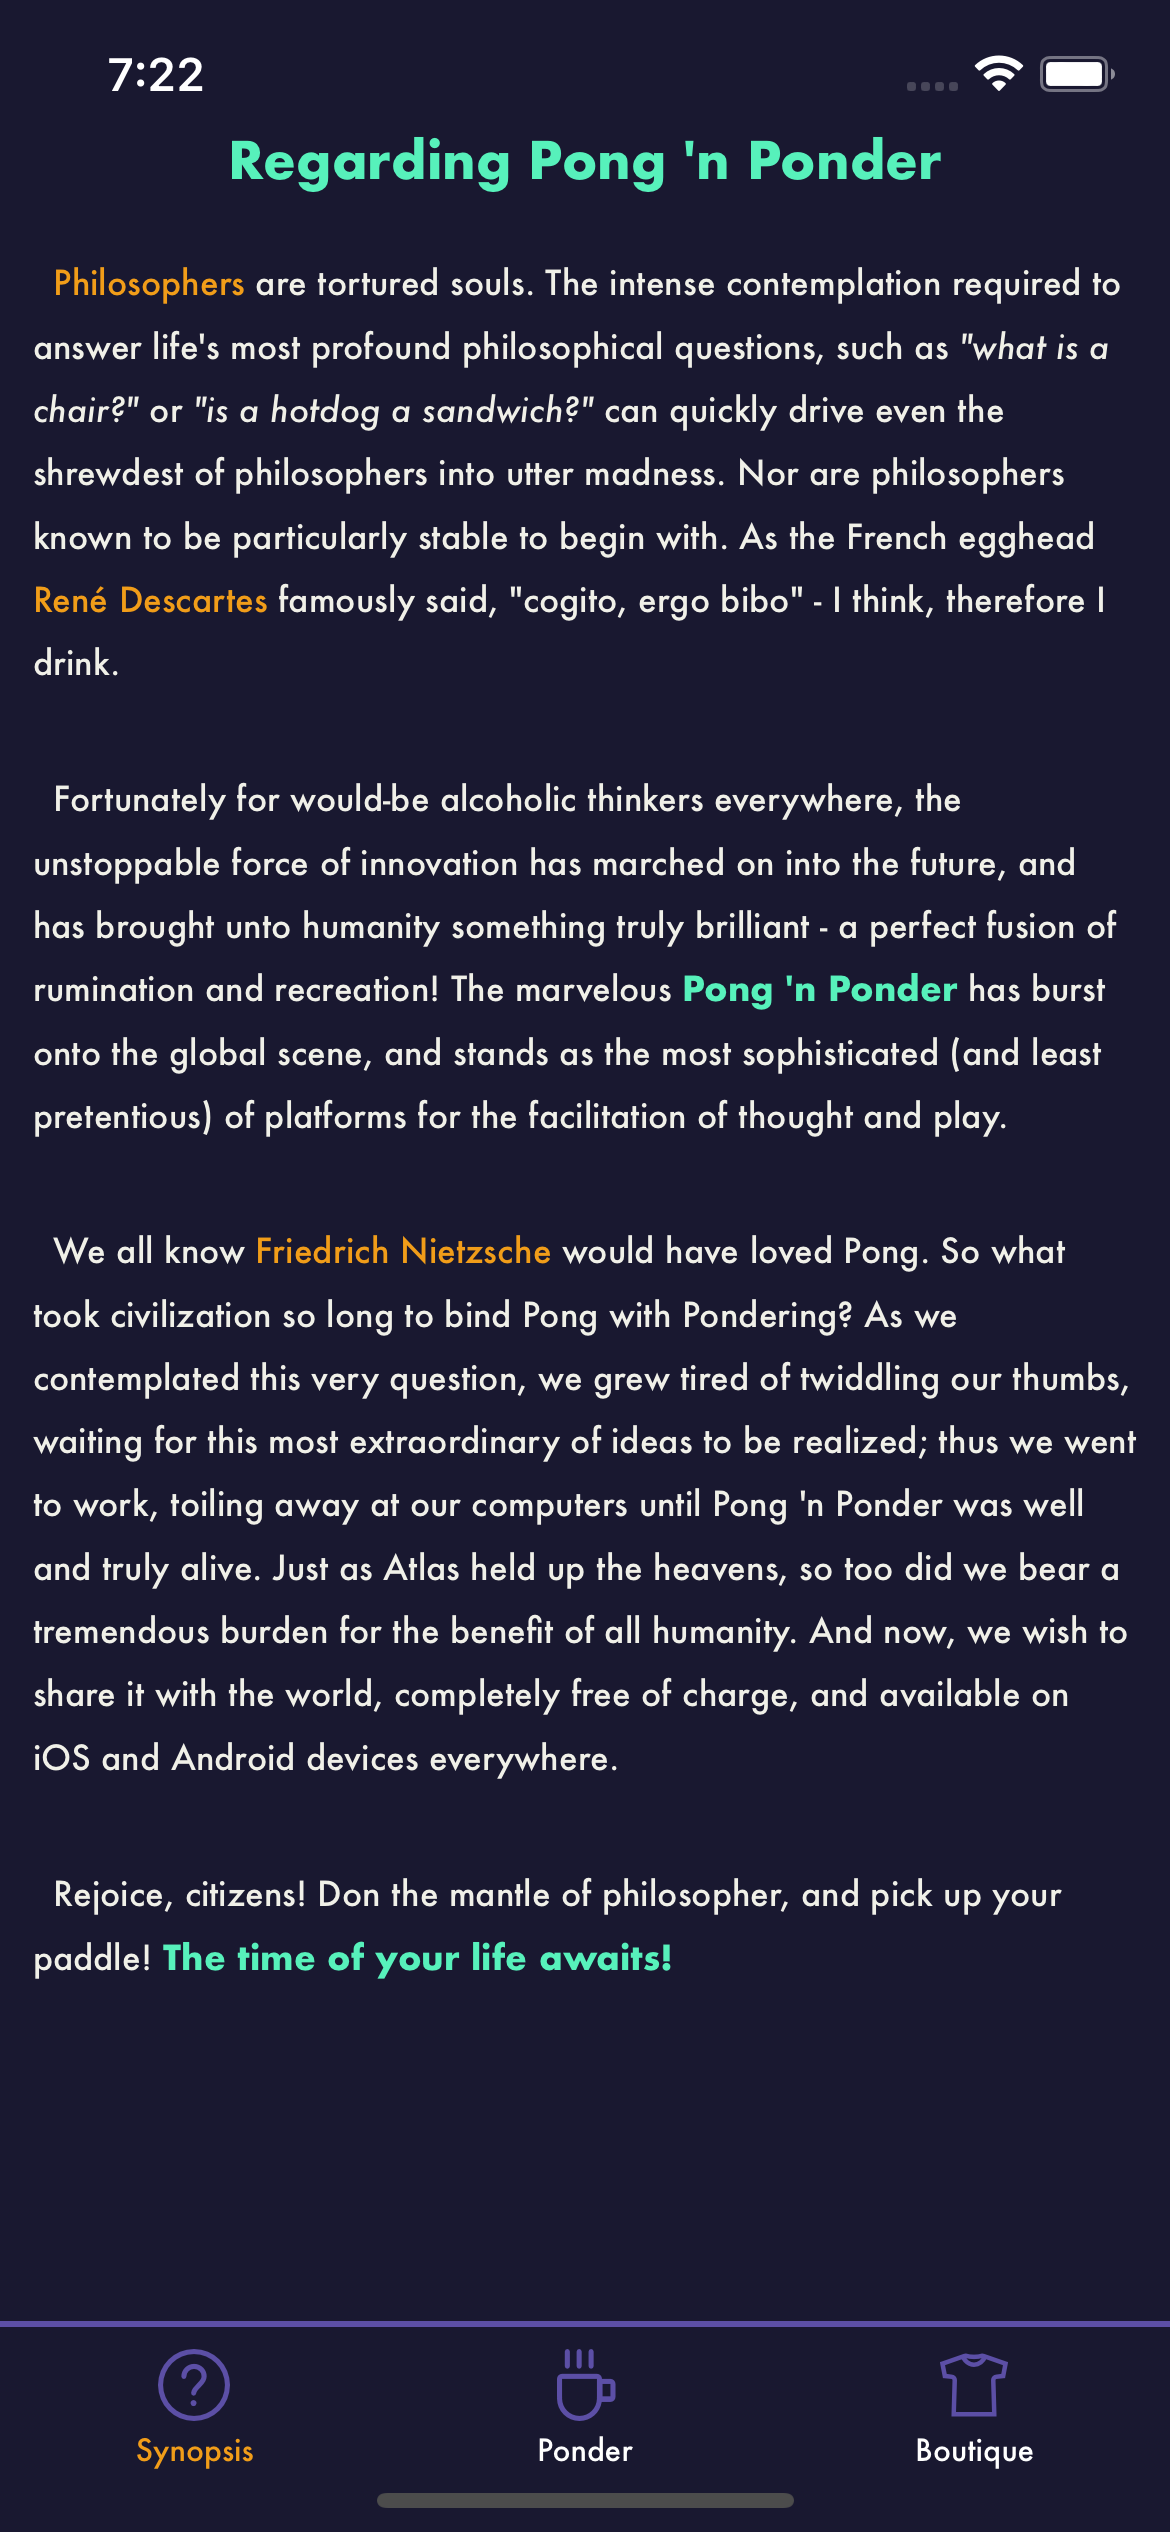 7:22
Regarding Pong 'n Ponder
Philosophers are tortured souls. The intense contemplation required to
answer life's most profound philosophical questions, such as "what is a
chair?" or "is a hotdog a sandwich?" can quickly drive even the
shrewdest of philosophers into utter madness. Nor are philosophers
known to be particularly stable to begin with. As the French egghead
René Descartes famously said, "cogito, ergo bibo" - I think, therefore I
drink.
Fortunately for would-be alcoholic thinkers everywhere, the
unstoppable force of innovation has marched on into the future, and
has brought unto humanity something truly brilliant - a perfect fusion of
rumination and recreation! The marvelous Pong 'n Ponder has burst
onto the global scene, and stands as the most sophisticated (and least
pretentious) of platforms for the facilitation of thought and play.
We all know Friedrich Nietzsche would have loved Pong. So what
took civilization so long to bind Pong with Pondering? As we
contemplated this very question, we grew tired of twiddling our thumbs,
waiting for this most extraordinary of ideas to be realized; thus we went
to work, toiling away at our computers until Pong 'n Ponder was well
and truly alive. Just as Atlas held up the heavens, so too did we bear a
tremendous burden for the benefit of all humanity. And now, we wish to
share it with the world, completely free of charge, and available on
iOS and Android devices everywhere.
Rejoice, citizens! Don the mantle of philosopher, and pick up your
paddle! The time of your life awaits!
Synopsis
Ponder
Boutique